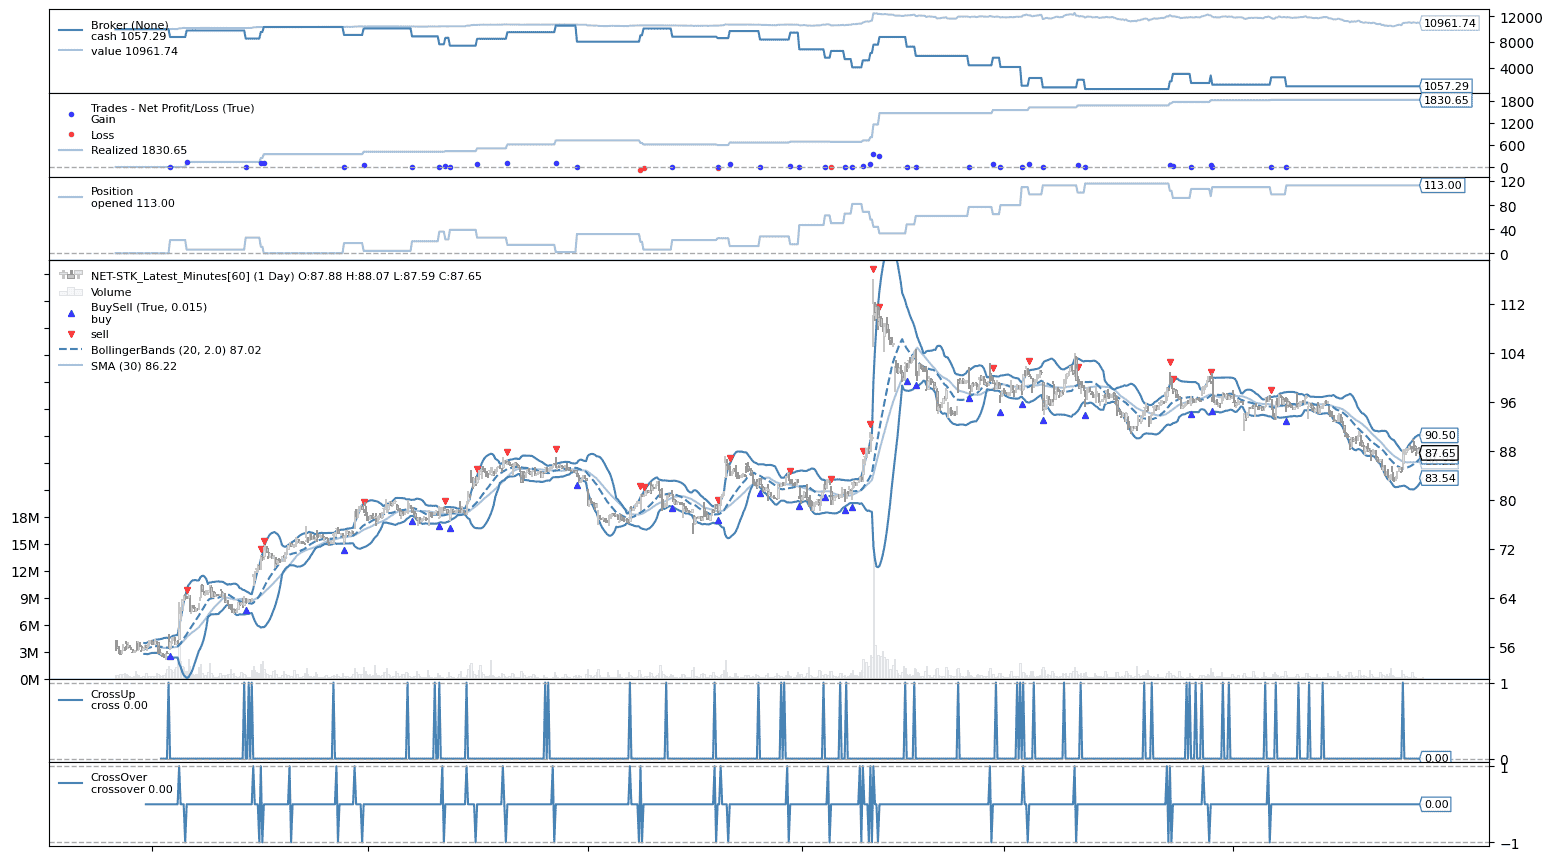 Broker (None)
cash 1057.29
value 10961.74
10961.74
1057.29
12000
8000
4000
Trades - Net Profit/Loss (True)
Gain
Loss
Realized 1830.65
1830.65
1800
1200
600
0
Position
opened 113.00
113.00
120
80
40
0
NET-STK_Latest_Minutes[60] (1 Day) O:87.88 H:88.07 L:87.59 C:87.65
Volume
BuySell (True, 0.015)
buy
sell
BollingerBands (20, 2.0) 87.02
SMA (30) 86.22
18M
15M
12M
9M
6M
3M
0M
112
104
96
88
80
72
64
56
90.50
87.65
83.54
CrossUp
cross 0.00
1
0
0.00
CrossOver
crossover 0.00
1
0.00
−1